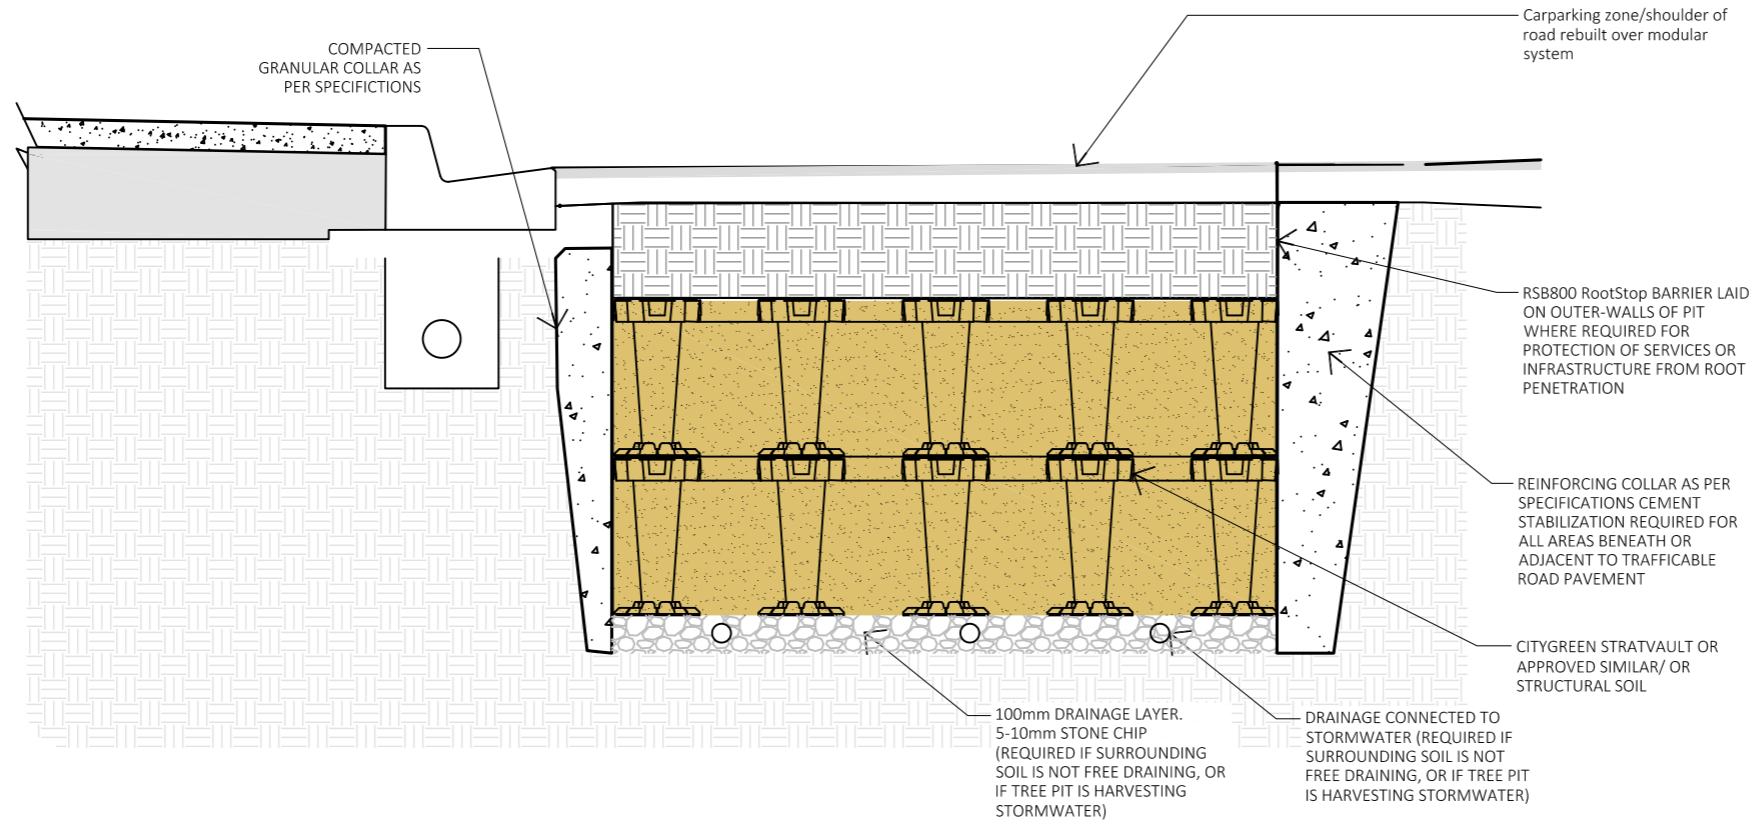 COMPACTED
GRANULAR COLLAR AS
PER SPECIFICTIONS
Carparking zone/shoulder of
road rebuilt over modular
system
RSB800 RootStop BARRIER LAID
ON OUTER-WALLS OF PIT
WHERE REQUIRED FOR
PROTECTION OF SERVICES OR
INFRASTRUCTURE FROM ROOT
PENETRATION
REINFORCING COLLAR AS PER
SPECIFICATIONS CEMENT
STABILIZATION REQUIRED FOR
ALL AREAS BENEATH OR
ADJACENT TO TRAFFICABLE
ROAD PAVEMENT
CITYGREEN STRATVAULT OR
APPROVED SIMILAR/ OR
STRUCTURAL SOIL
100mm DRAINAGE LAYER.
5-10mm STONE CHIP
(REQUIRED IF SURROUNDING
SOIL IS NOT FREE DRAINING, OR
IF TREE PIT IS HARVESTING
STORMWATER)
DRAINAGE CONNECTED TO
STORMWATER (REQUIRED IF
SURROUNDING SOIL IS NOT
FREE DRAINING, OR IF TREE PIT
IS HARVESTING STORMWATER)